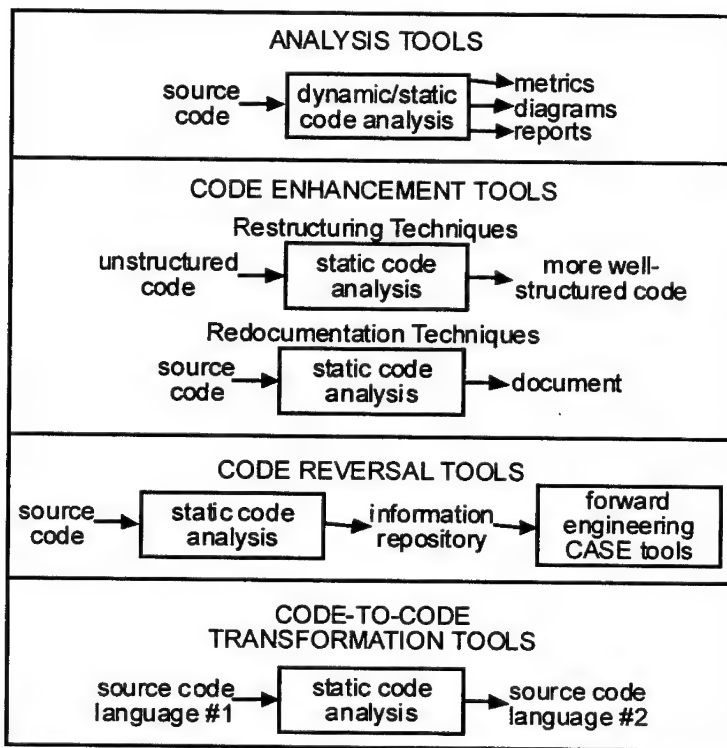 ANALYSIS TOOLS
source
code
dynamic/static
code analysis
metrics
diagrams
reports
CODE ENHANCEMENT TOOLS
Restructuring Techniques
unstructured
code
static code
analysis
more well-
structured code
Redocumentation Techniques
source
code
static code
analysis
document
CODE REVERSAL TOOLS
source
code
static code
analysis
information
repository
forward
engineering
CASE tools
CODE-TO-CODE
TRANSFORMATION TOOLS
source code
language #1
static code
analysis
source code
language #2